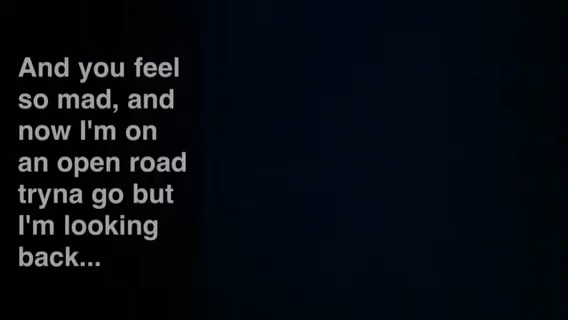 And you feel
so mad, and
now I'm on
an open road
tryna go but
I'm looking
back...